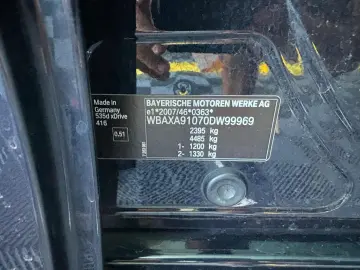 Made in
Germany
535d xDrive
416
0,51
BAYERISCHE MOTOREN WERKE AG
e1*2007/46*0363*
WBAXA91070DW99969
2395 kg
4485 kg
1- 1200 kg
2- 1330 kg